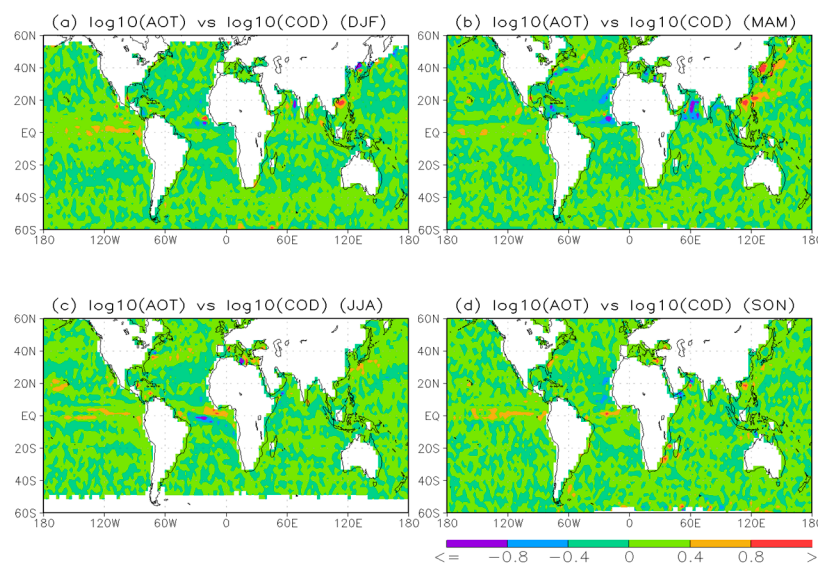 (a) log10(AOT) vs log10(COD) (DJF)
(b) log10(AOT) vs log10(COD) (MAM)
60N 60N
40N 40N
20N 20N
EQ EQ
20S 20S
40S 40S
60S 60S
180 120W 60W 0 60E 120E 180
180 120W 60W 0 60E 120E 180
(c) log10(AOT) vs log10(COD) (JJA)
(d) log10(AOT) vs log10(COD) (SON)
60N 60N
40N 40N
20N 20N
EQ EQ
20S 20S
40S 40S
60S 60S
180 120W 60W 0 60E 120E 180
180 120W 60W 0 60E 120E 180
<= -0.8 -0.4 0 0.4 0.8 >